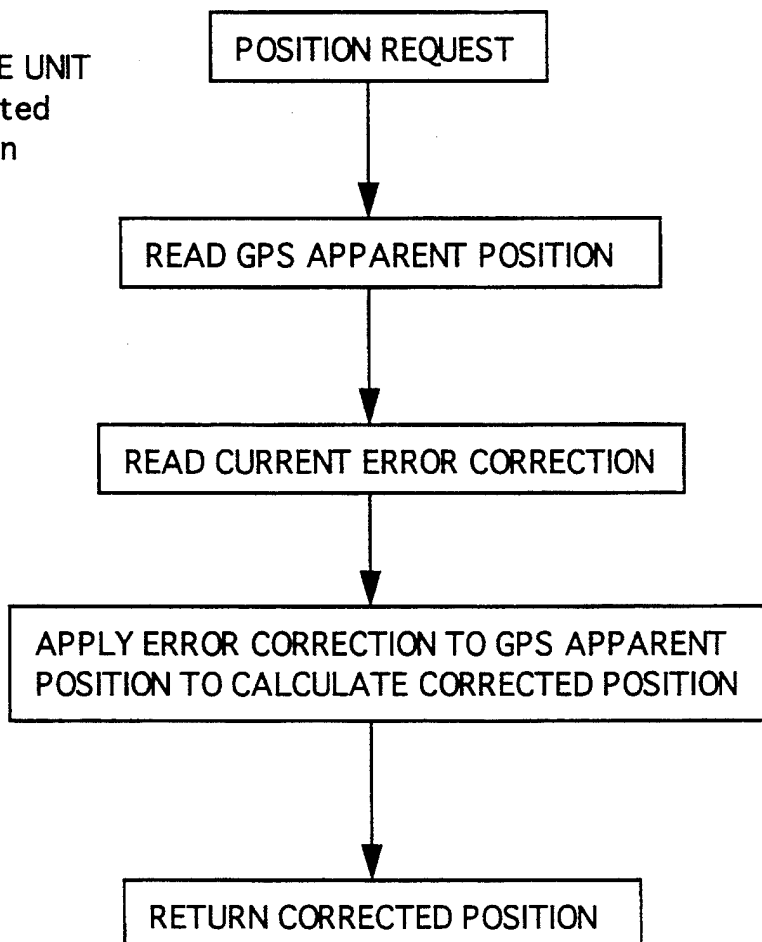 POSITION REQUEST
E UNIT
ted
n
READ GPS APPARENT POSITION
READ CURRENT ERROR CORRECTION
APPLY ERROR CORRECTION TO GPS APPARENT
POSITION TO CALCULATE CORRECTED POSITION
RETURN CORRECTED POSITION